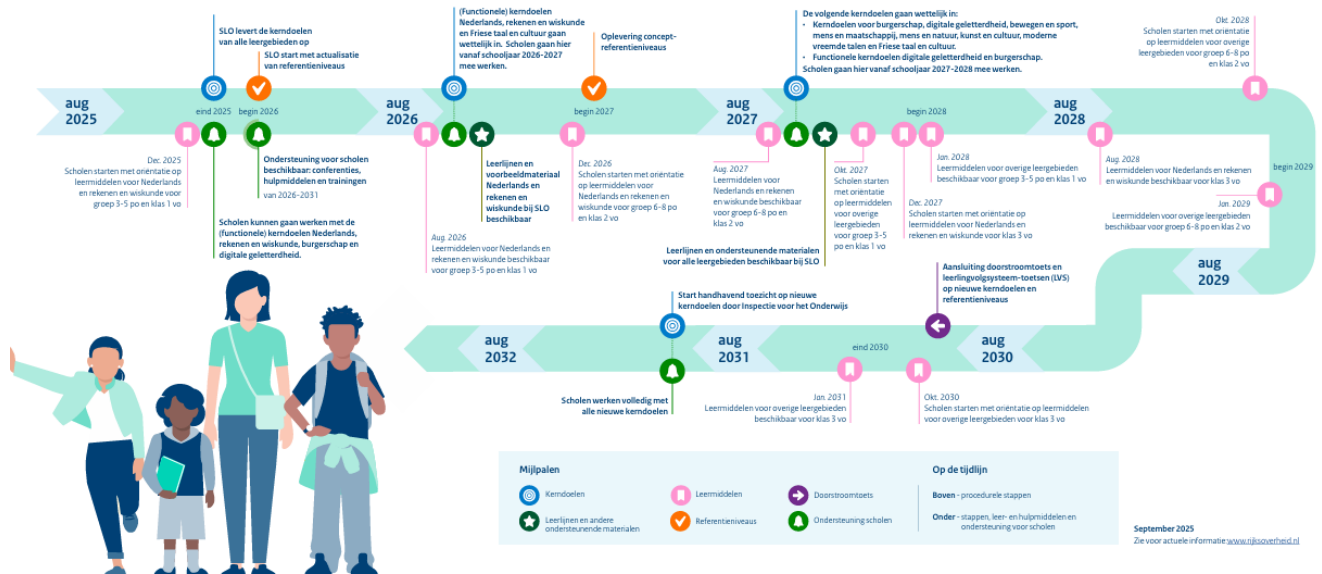 SLO levert de kerndoelen
van alle leergebieden op
SLO start met actualisatie
van referentieniveaus
(Functionele) kerndoelen
Nederlands, rekenen en wiskunde
en Friese taal en cultuur gaan
wettelijk in. Scholen gaan hier
vanaf schooljaar 2026-2027
mee werken.
Oplevering concept-
referentieniveaus
De volgende kerndoelen gaan wettelijk in:
• Kerndoelen voor burgerschap, digitale geletterdheid, bewegen en sport,
mens en maatschappij, mens en natuur, kunst en cultuur, moderne
vreemde talen en Friese taal en cultuur.
• Functionele kerndoelen digitale geletterdheid en burgerschap.
Scholen gaan hier vanaf schooljaar 2027-2028 mee werken.
Okt. 2028
Scholen starten met oriëntatie
op leermiddelen voor overige
leergebieden voor groep 6-8 po
en klas 2 vo
aug
2025
eind 2025
begin 2026
aug
2026
begin 2027
aug
2027
begin 2028
aug
2028
begin 2029
Dec. 2025
Scholen starten met oriëntatie op
leermiddelen voor Nederlands
en rekenen en wiskunde voor
groep 3-5 po en klas 1 vo
Ondersteuning voor scholen
beschikbaar: conferenties,
hulpmiddelen en trainingen
van 2026-2031
Scholen kunnen gaan werken met de
(functionele) kerndoelen Nederlands,
rekenen en wiskunde, burgerschap en
digitale geletterdheid.
Aug. 2026
Leermiddelen voor Nederlands en
rekenen en wiskunde beschikbaar
voor groep 3-5 po en klas 1 vo
Leerlijnen en
voorbeeldmateriaal
Nederlands en
rekenen en
wiskunde bij SLO
beschikbaar
Dec. 2026
Scholen starten met oriëntatie
op leermiddelen voor
Nederlands en rekenen en
wiskunde voor groep 6-8 po
en klas 2 vo
Aug. 2027
Leermiddelen voor
Nederlands en rekenen
en wiskunde beschikbaar
voor groep 6-8 po en
klas 2 vo
Leerlijnen en ondersteunende materialen
voor alle leergebieden beschikbaar bij SLO
Okt. 2027
Scholen starten
met oriëntatie
op leermiddelen
voor overige
leergebieden
voor groep 3-5
po en klas 1 vo
Jan. 2028
Leermiddelen voor overige leergebieden
beschikbaar voor groep 3-5 po en klas 1 vo
Dec. 2027
Scholen starten met oriëntatie op
leermiddelen voor Nederlands en
rekenen en wiskunde voor klas 3 vo
Aug. 2028
Leermiddelen voor Nederlands en rekenen
en wiskunde beschikbaar voor klas 3 vo
Jan. 2029
Leermiddelen voor overige leergebieden
beschikbaar voor groep 6-8 po en klas 2 vo
aug
2029
Aansluiting doorstroomtoets en
leerlingvolgsysteem-toetsen (LVS)
op nieuwe kerndoelen en
referentieniveaus
Start handhavend toezicht op nieuwe
kerndoelen door Inspectie voor het Onderwijs
aug
2032
aug
2031
eind 2030
aug
2030
Scholen werken volledig met
alle nieuwe kerndoelen
Jan. 2031
Leermiddelen voor overige leergebieden
beschikbaar voor klas 3 vo
Okt. 2030
Scholen starten met oriëntatie op leermiddelen
voor overige leergebieden voor klas 3 vo
Mijlpalen
Kerndoelen
Leermiddelen
Doorstroomtoets
Leerlijnen en andere
ondersteunende materialen
Referentieniveaus
Ondersteuning scholen
Op de tijdlijn
Boven - procedurele stappen
Onder - stappen, leer- en hulpmiddelen en
ondersteuning voor scholen
September 2025
Zie voor actuele informatie:www.rijksoverheid.nl